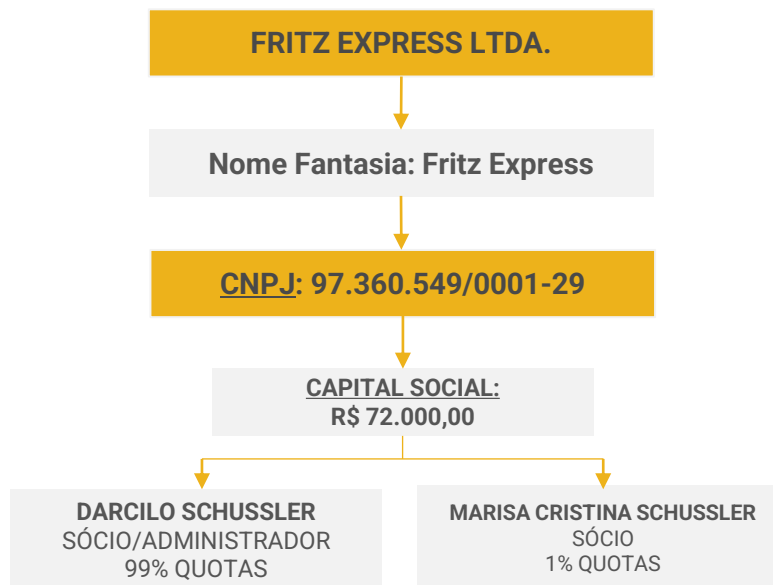 FRITZ EXPRESS LTDA.
Nome Fantasia: Fritz Express
CNPJ: 97.360.549/0001-29
CAPITAL SOCIAL:
R$ 72.000,00
DARCILO SCHUSSLER
SÓCIO/ADMINISTRADOR
99% QUOTAS
MARISA CRISTINA SCHUSSLER
SÓCIO
1% QUOTAS